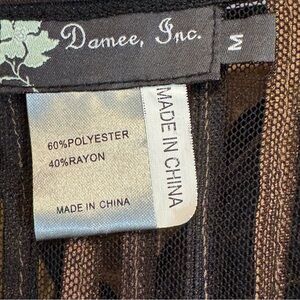 Damee, Inc.
M
60%POLYESTER
40%RAYON
MADE IN CHINA
MADE IN CHINA